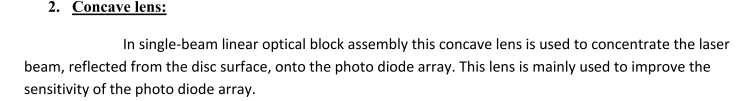 2. Concave lens:
In single-beam linear optical block assembly this concave lens is used to concentrate the laser
beam, reflected from the disc surface, onto the photo diode array. This lens is mainly used to improve the
sensitivity of the photo diode array.